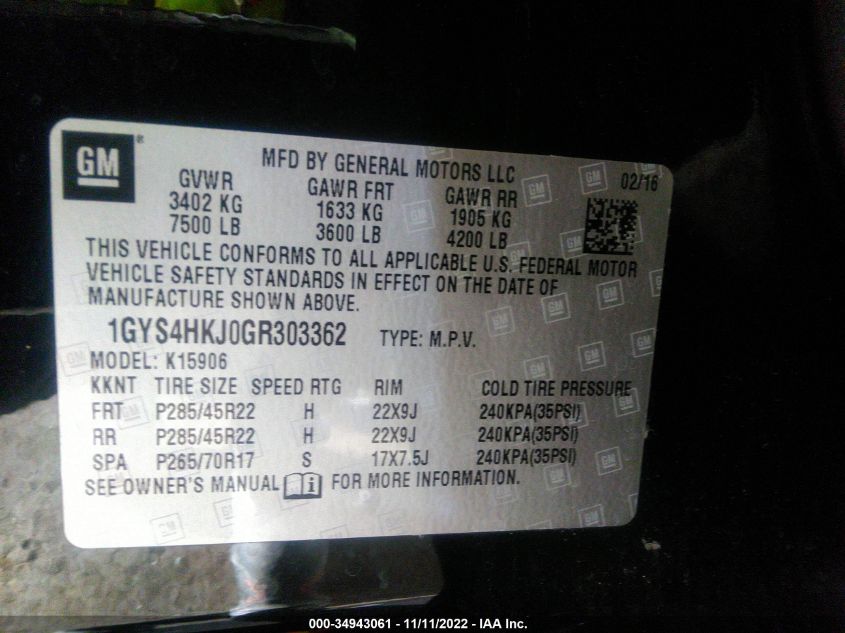 GM ®
MFD BY GENERAL MOTORS LLC
02/16
GVWR GAWR FRT GAWR RR
3402 KG 1633 KG 1905 KG
7500 LB 3600 LB 4200 LB
THIS VEHICLE CONFORMS TO ALL APPLICABLE U.S. FEDERAL MOTOR
VEHICLE SAFETY STANDARDS IN EFFECT ON THE DATE OF
MANUFACTURE SHOWN ABOVE.
1GYS4HKJ0GR303362 TYPE: M.P.V.
MODEL: K15906
KKNT TIRE SIZE SPEED RTG RIM COLD TIRE PRESSURE
FRT P285/45R22 H 22X9J 240KPA(35PSI)
RR P285/45R22 H 22X9J 240KPA(35PSI)
SPA P265/70R17 S 17X7.5J 240KPA(35PSI)
SEE OWNER'S MANUAL i FOR MORE INFORMATION.
000-34943061 - 11/11/2022 - IAA Inc.